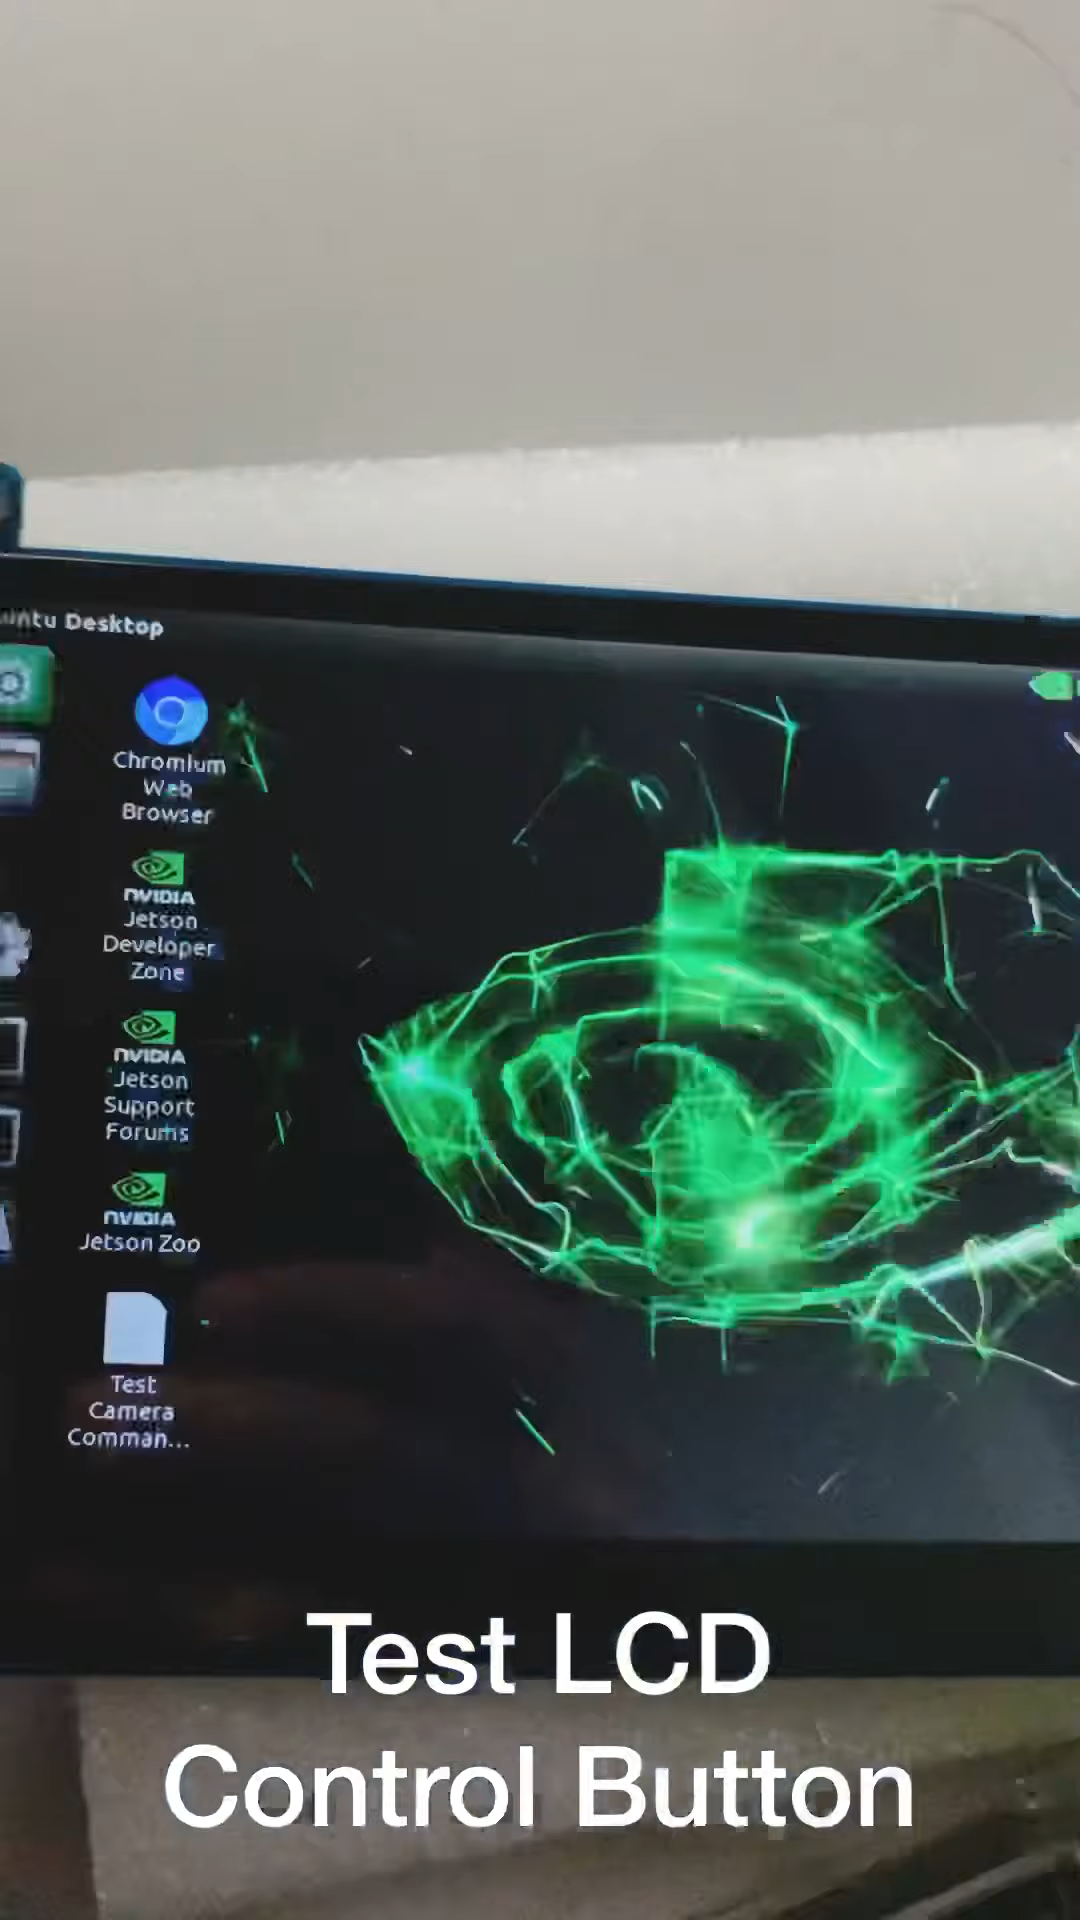 untu Desktop
Chromium
Web
Browser
NVIDIA
Jetson
Developer
Zone
NVIDIA
Jetson
Support
Forums
NVIDIA
Jetson Zoo
Test
Camera
Comman...
Test LCD
Control Button